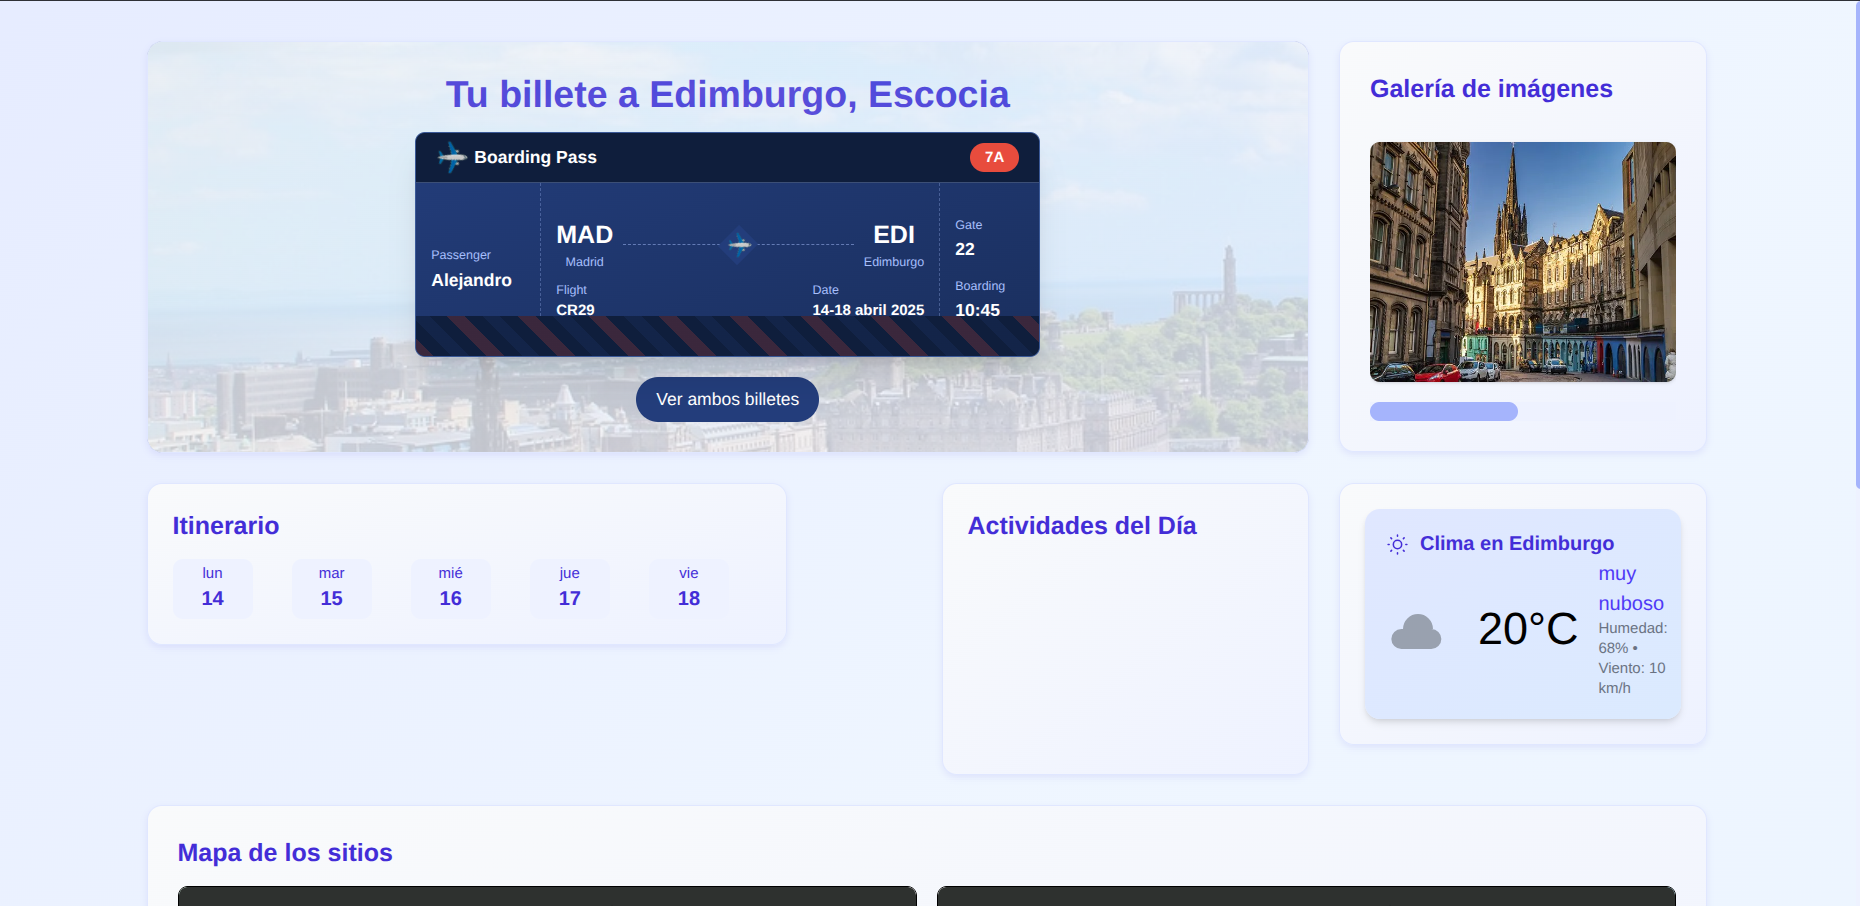 Tu billete a Edimburgo, Escocia
Boarding Pass
7A
Passenger
Alejandro
MAD
Madrid
EDI
Edimburgo
Flight
CR29
Date
14-18 abril 2025
Gate
22
Boarding
10:45
Ver ambos billetes
Galería de imágenes
Itinerario
lun
14
mar
15
mié
16
jue
17
vie
18
Actividades del Día
Clima en Edimburgo
20°C
muy
nuboso
Humedad:
68% •
Viento: 10
km/h
Mapa de los sitios